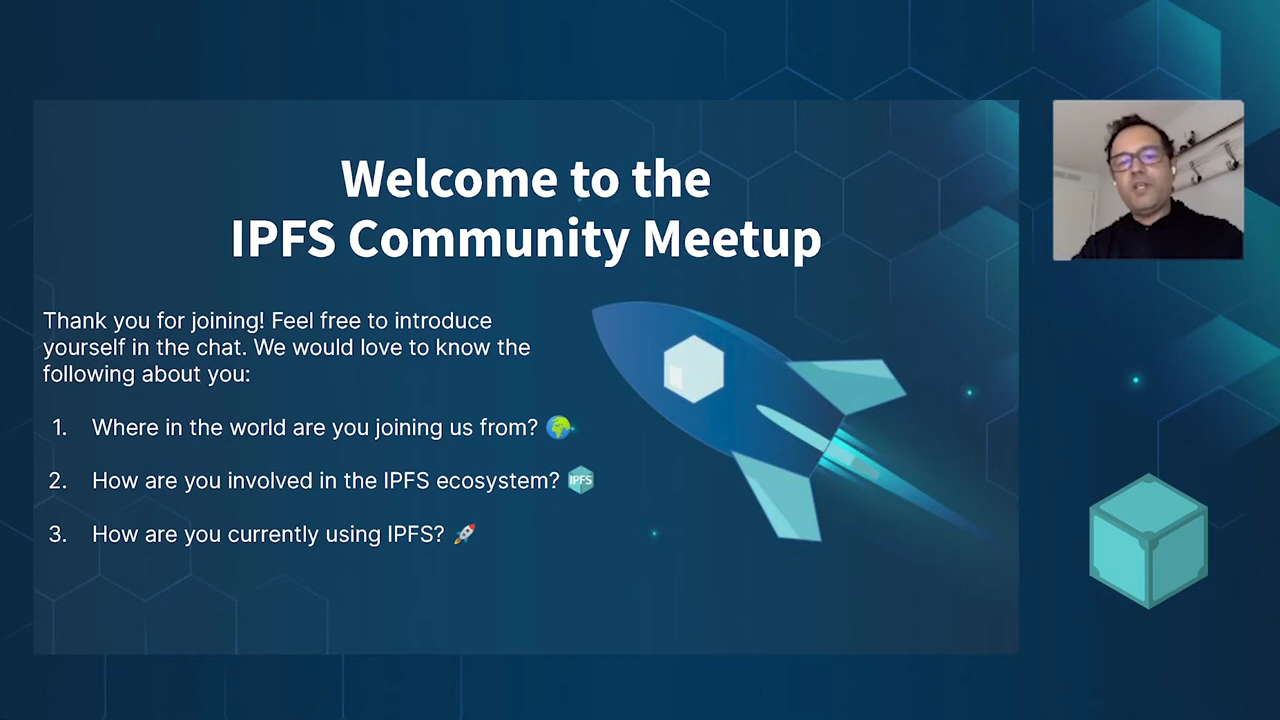 Welcome to the
IPFS Community Meetup
Thank you for joining! Feel free to introduce
yourself in the chat. We would love to know the
following about you:
1. Where in the world are you joining us from? 🌍
2. How are you involved in the IPFS ecosystem? IPFS
3. How are you currently using IPFS? 🚀